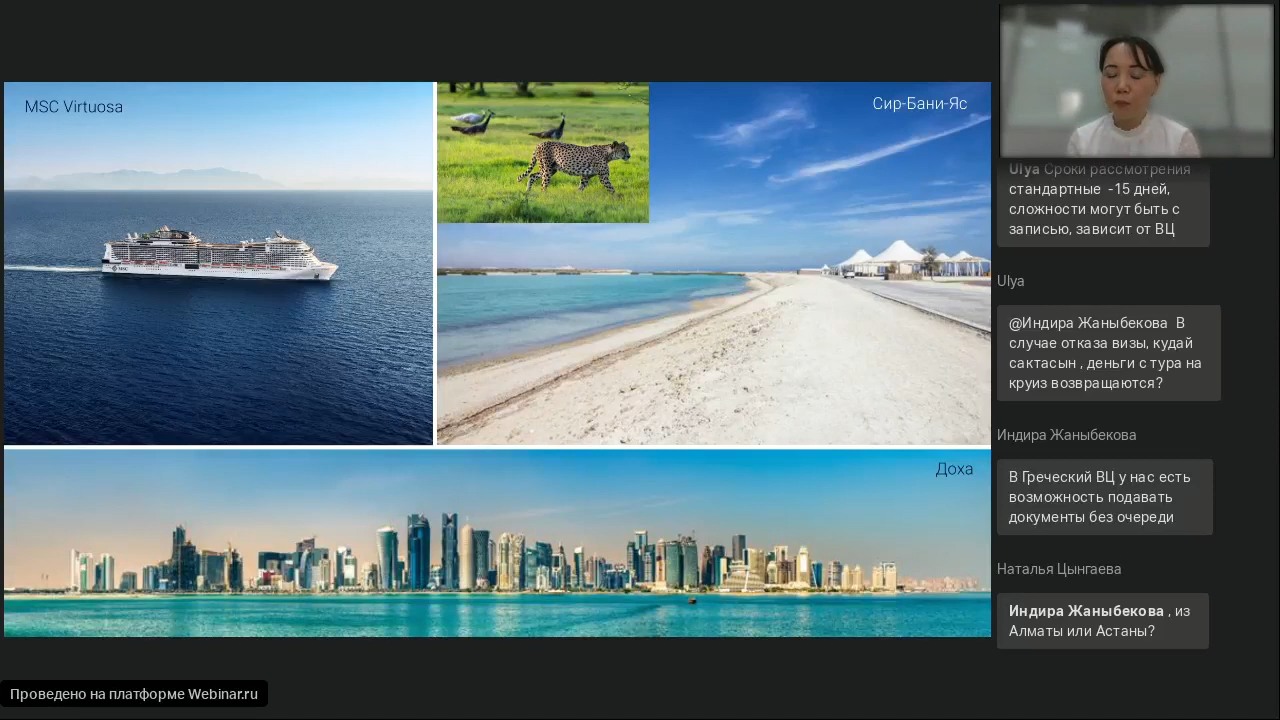 MSC Virtuosa
Сир-Бани-Яс
Доха
Ulya Сроки рассмотрения
стандартные -15 дней,
сложности могут быть с
записью, зависит от ВЦ
Ulya
@Индира Жаныбекова В
случае отказа визы, кудай
сактасын , деньги с тура на
круиз возвращаются?
Индира Жаныбекова
В Греческий ВЦ у нас есть
возможность подавать
документы без очереди
Наталья Цынгаева
Индира Жаныбекова , из
Алматы или Астаны?
Проведено на платформе Webinar.ru